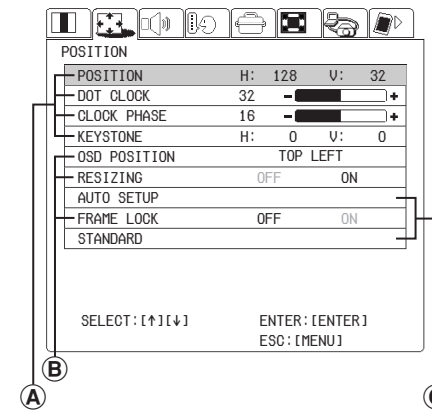 POSITION
POSITION H: 128 V: 32
DOT CLOCK 32 - +
CLOCK PHASE 16 - +
KEYSTONE H: 0 V: 0
OSD POSITION TOP LEFT
RESIZING OFF ON
AUTO SETUP
FRAME LOCK OFF ON
STANDARD
SELECT:[↑][↓] ENTER:[ENTER]
ESC:[MENU]
B
A